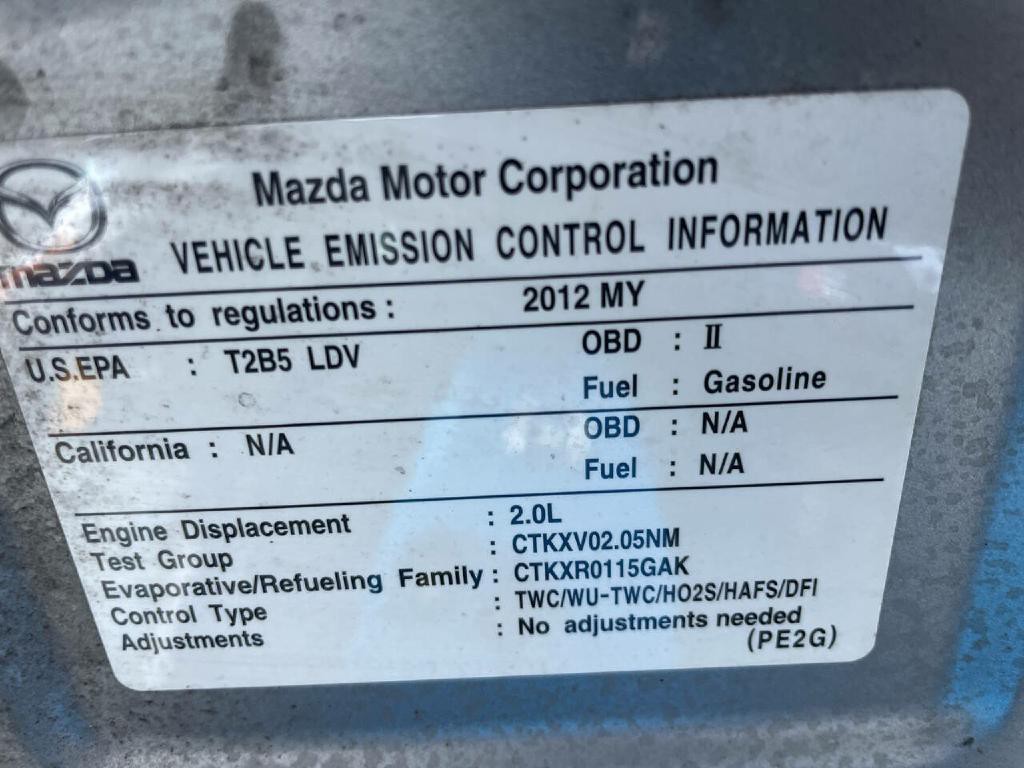 Mazda Motor Corporation
mazda VEHICLE EMISSION CONTROL INFORMATION
Conforms to regulations : 2012 MY
U.S.EPA : T2B5 LDV OBD : II
Fuel : Gasoline
California : N/A OBD : N/A
Fuel : N/A
Engine Displacement : 2.0L
Test Group : CTKXV02.05NM
Evaporative/Refueling Family : CTKXR0115GAK
Control Type : TWC/WU-TWC/HO2S/HAFS/DFI
Adjustments : No adjustments needed
(PE2G)